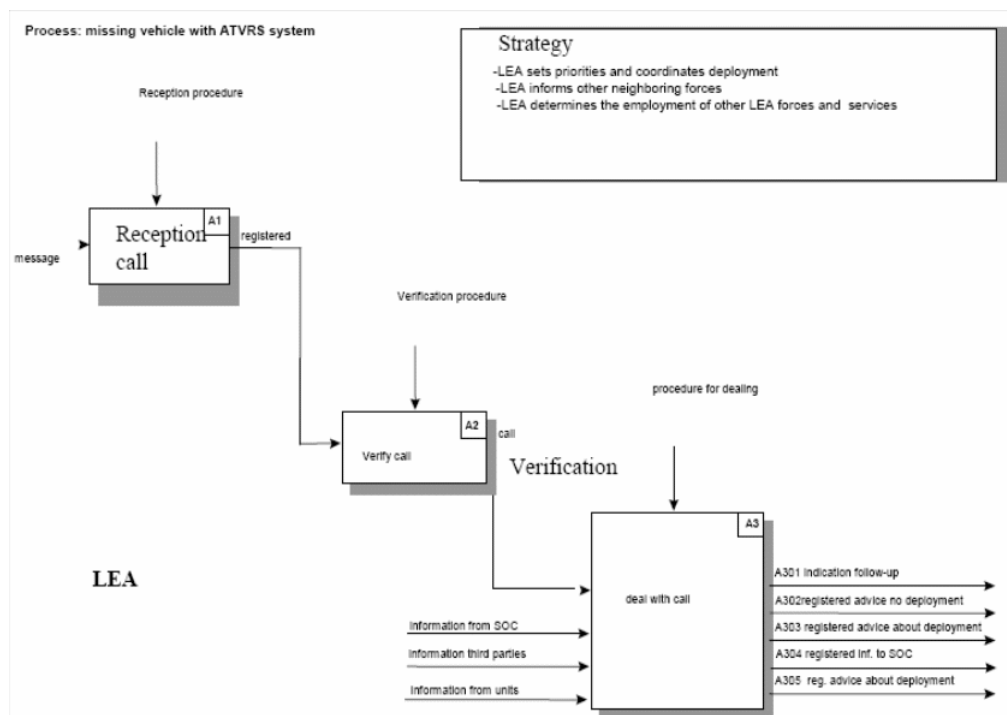 Process: missing vehicle with ATVRS system
Strategy
-LEA sets priorities and coordinates deployment
-LEA informs other neighboring forces
-LEA determines the employment of other LEA forces and services
Reception procedure
A1
Reception
call
registered
message
Verification procedure
procedure for dealing
A2
call
Verify call
Verification
A3
LEA
deal with call
A301 indication follow-up
A302registered advice no deployment
A303 registered advice about deployment
A304 registered inf. to SOC
A305 reg. advice about deployment
Information from SOC
Information third parties
Information from units